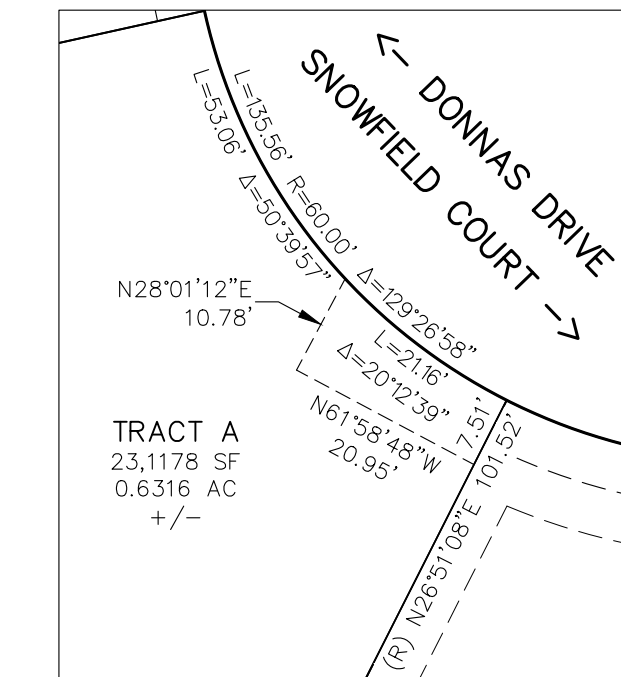 <- DONNAS DRIVE
SNOWFIELD COURT ->
L=135.56' R=60.00' Δ=129°26'58"
L=53.06' Δ=50°39'57"
N28°01'12"E
10.78'
L=21.16'
Δ=20°12'39"
N61°58'48"W
20.95'
7.51'
(R) N26°51'08"E 101.52'
TRACT A
23,1178 SF
0.6316 AC
+/-